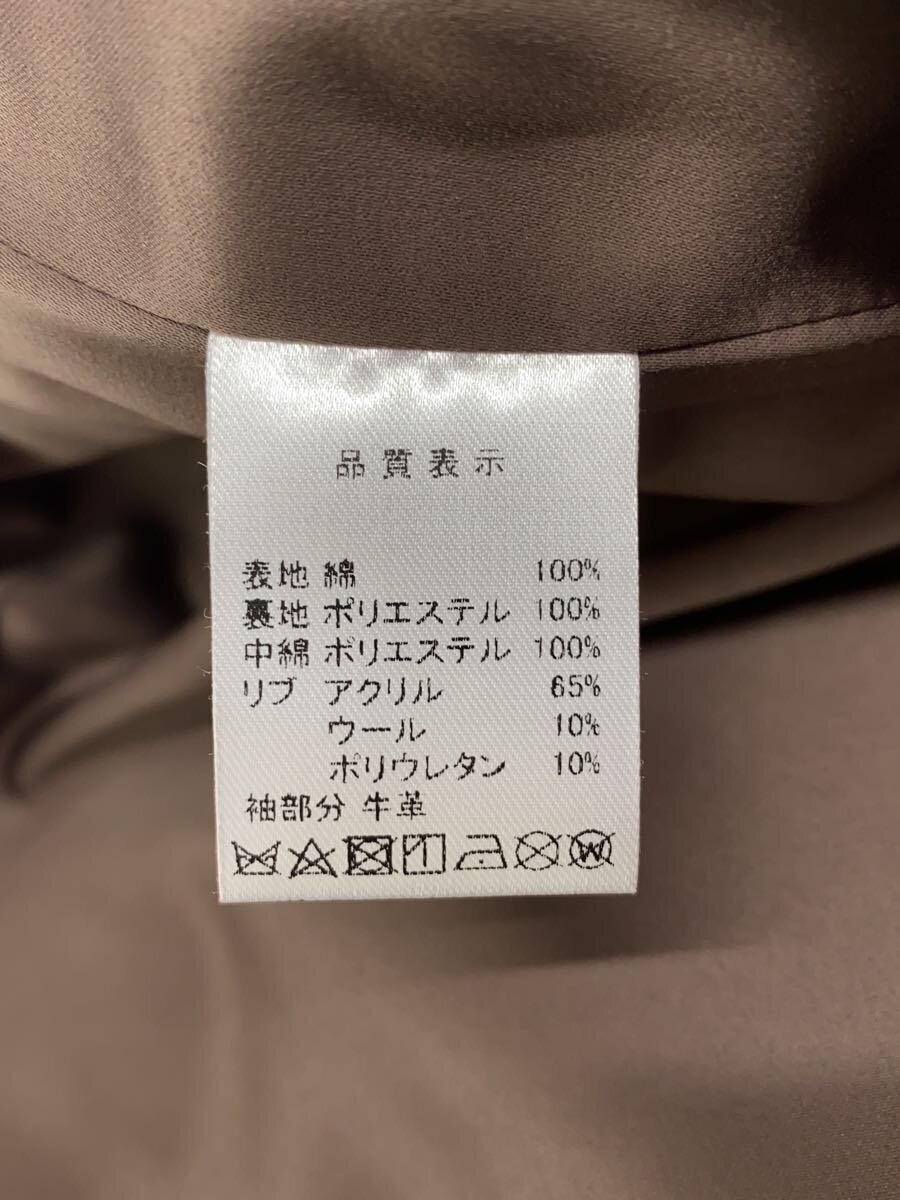 品質表示
表地 綿 100%
裏地 ポリエステル 100%
中綿 ポリエステル 100%
リブ アクリル 65%
ウール 10%
ポリウレタン 10%
袖部分 牛革
W